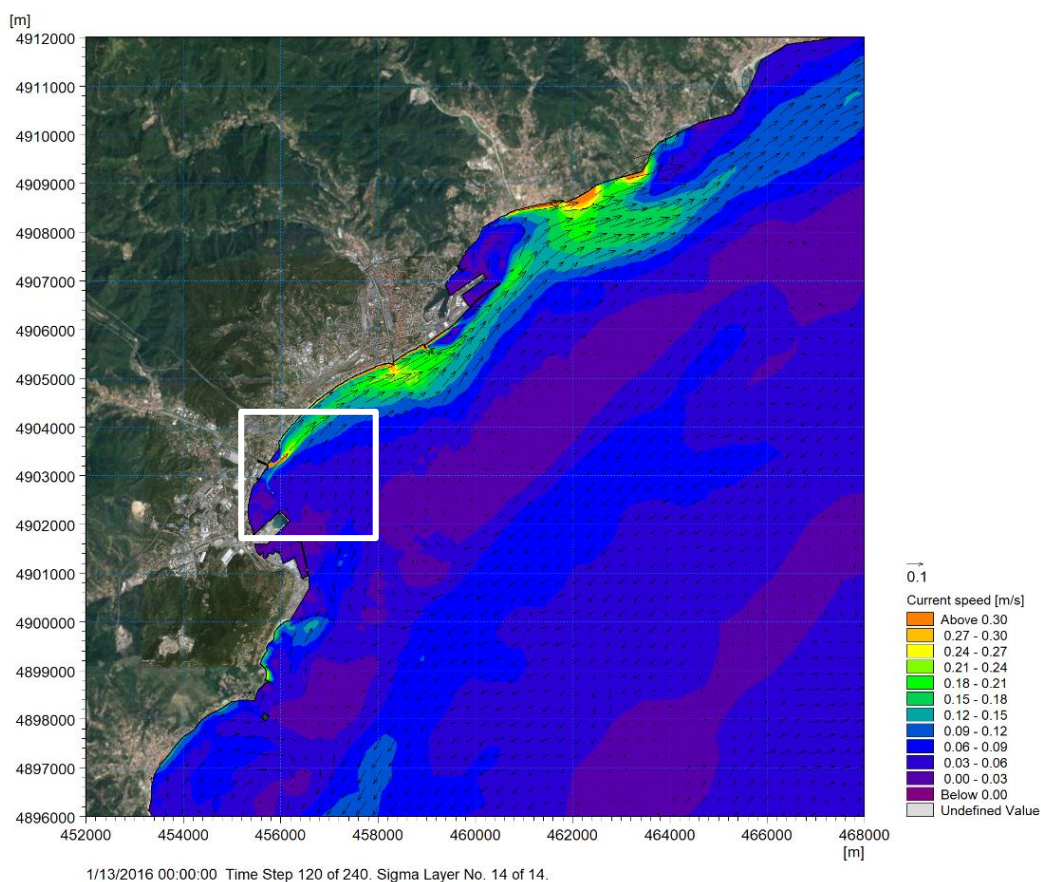 [m]
4912000
4911000
4910000
4909000
4908000
4907000
4906000
4905000
4904000
4903000
4902000
4901000
4900000
4899000
4898000
4897000
4896000
452000 454000 456000 458000 460000 462000 464000 466000 468000
[m]
0.1
Current speed [m/s]
Above 0.30
0.27 - 0.30
0.24 - 0.27
0.21 - 0.24
0.18 - 0.21
0.15 - 0.18
0.12 - 0.15
0.09 - 0.12
0.06 - 0.09
0.03 - 0.06
0.00 - 0.03
Below 0.00
Undefined Value
1/13/2016 00:00:00 Time Step 120 of 240. Sigma Layer No. 14 of 14.